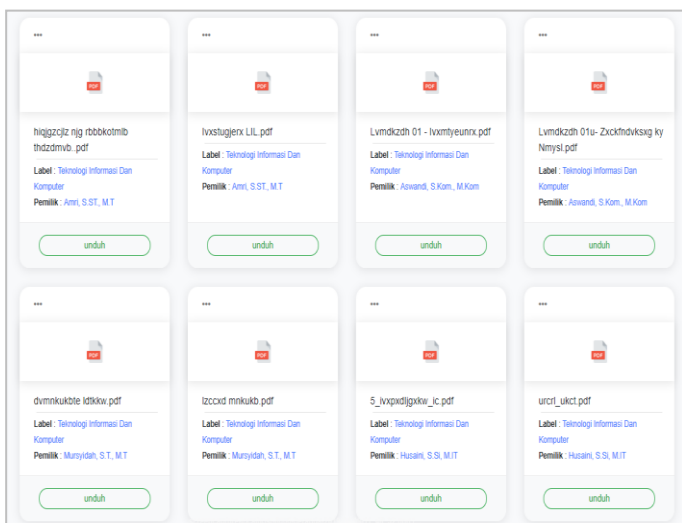 ...
PDF
hiqjgzcjlz njg rbbbkotmlb
thdzdmvb..pdf
Label : Teknologi Informasi Dan
Komputer
Pemilik : Amri, S.ST., M.T
unduh
...
PDF
lvxstugjerx LIL.pdf
Label : Teknologi Informasi Dan
Komputer
Pemilik : Amri, S.ST., M.T
unduh
...
PDF
Lvmdkzdh 01 - lvxmtyeunrx.pdf
Label : Teknologi Informasi Dan
Komputer
Pemilik : Aswandi, S.Kom., M.Kom
unduh
...
PDF
Lvmdkzdh 01u- Zxckfndvksxg ky
Nmysl.pdf
Label : Teknologi Informasi Dan
Komputer
Pemilik : Aswandi, S.Kom., M.Kom
unduh
...
PDF
dvmnkukbte ldtkkw.pdf
Label : Teknologi Informasi Dan
Komputer
Pemilik : Mursyidah, S.T., M.T
unduh
...
PDF
lzccxd mnkukb.pdf
Label : Teknologi Informasi Dan
Komputer
Pemilik : Mursyidah, S.T., M.T
unduh
...
PDF
5_ivxpxdljgxkw_ic.pdf
Label : Teknologi Informasi Dan
Komputer
Pemilik : Husaini, S.Si, M.IT
unduh
...
PDF
urcrl_ukct.pdf
Label : Teknologi Informasi Dan
Komputer
Pemilik : Husaini, S.Si, M.IT
unduh